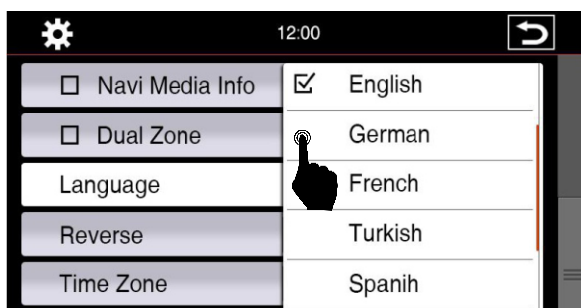 12:00
Navi Media Info
Dual Zone
Language
Reverse
Time Zone
English
German
French
Turkish
Spanih